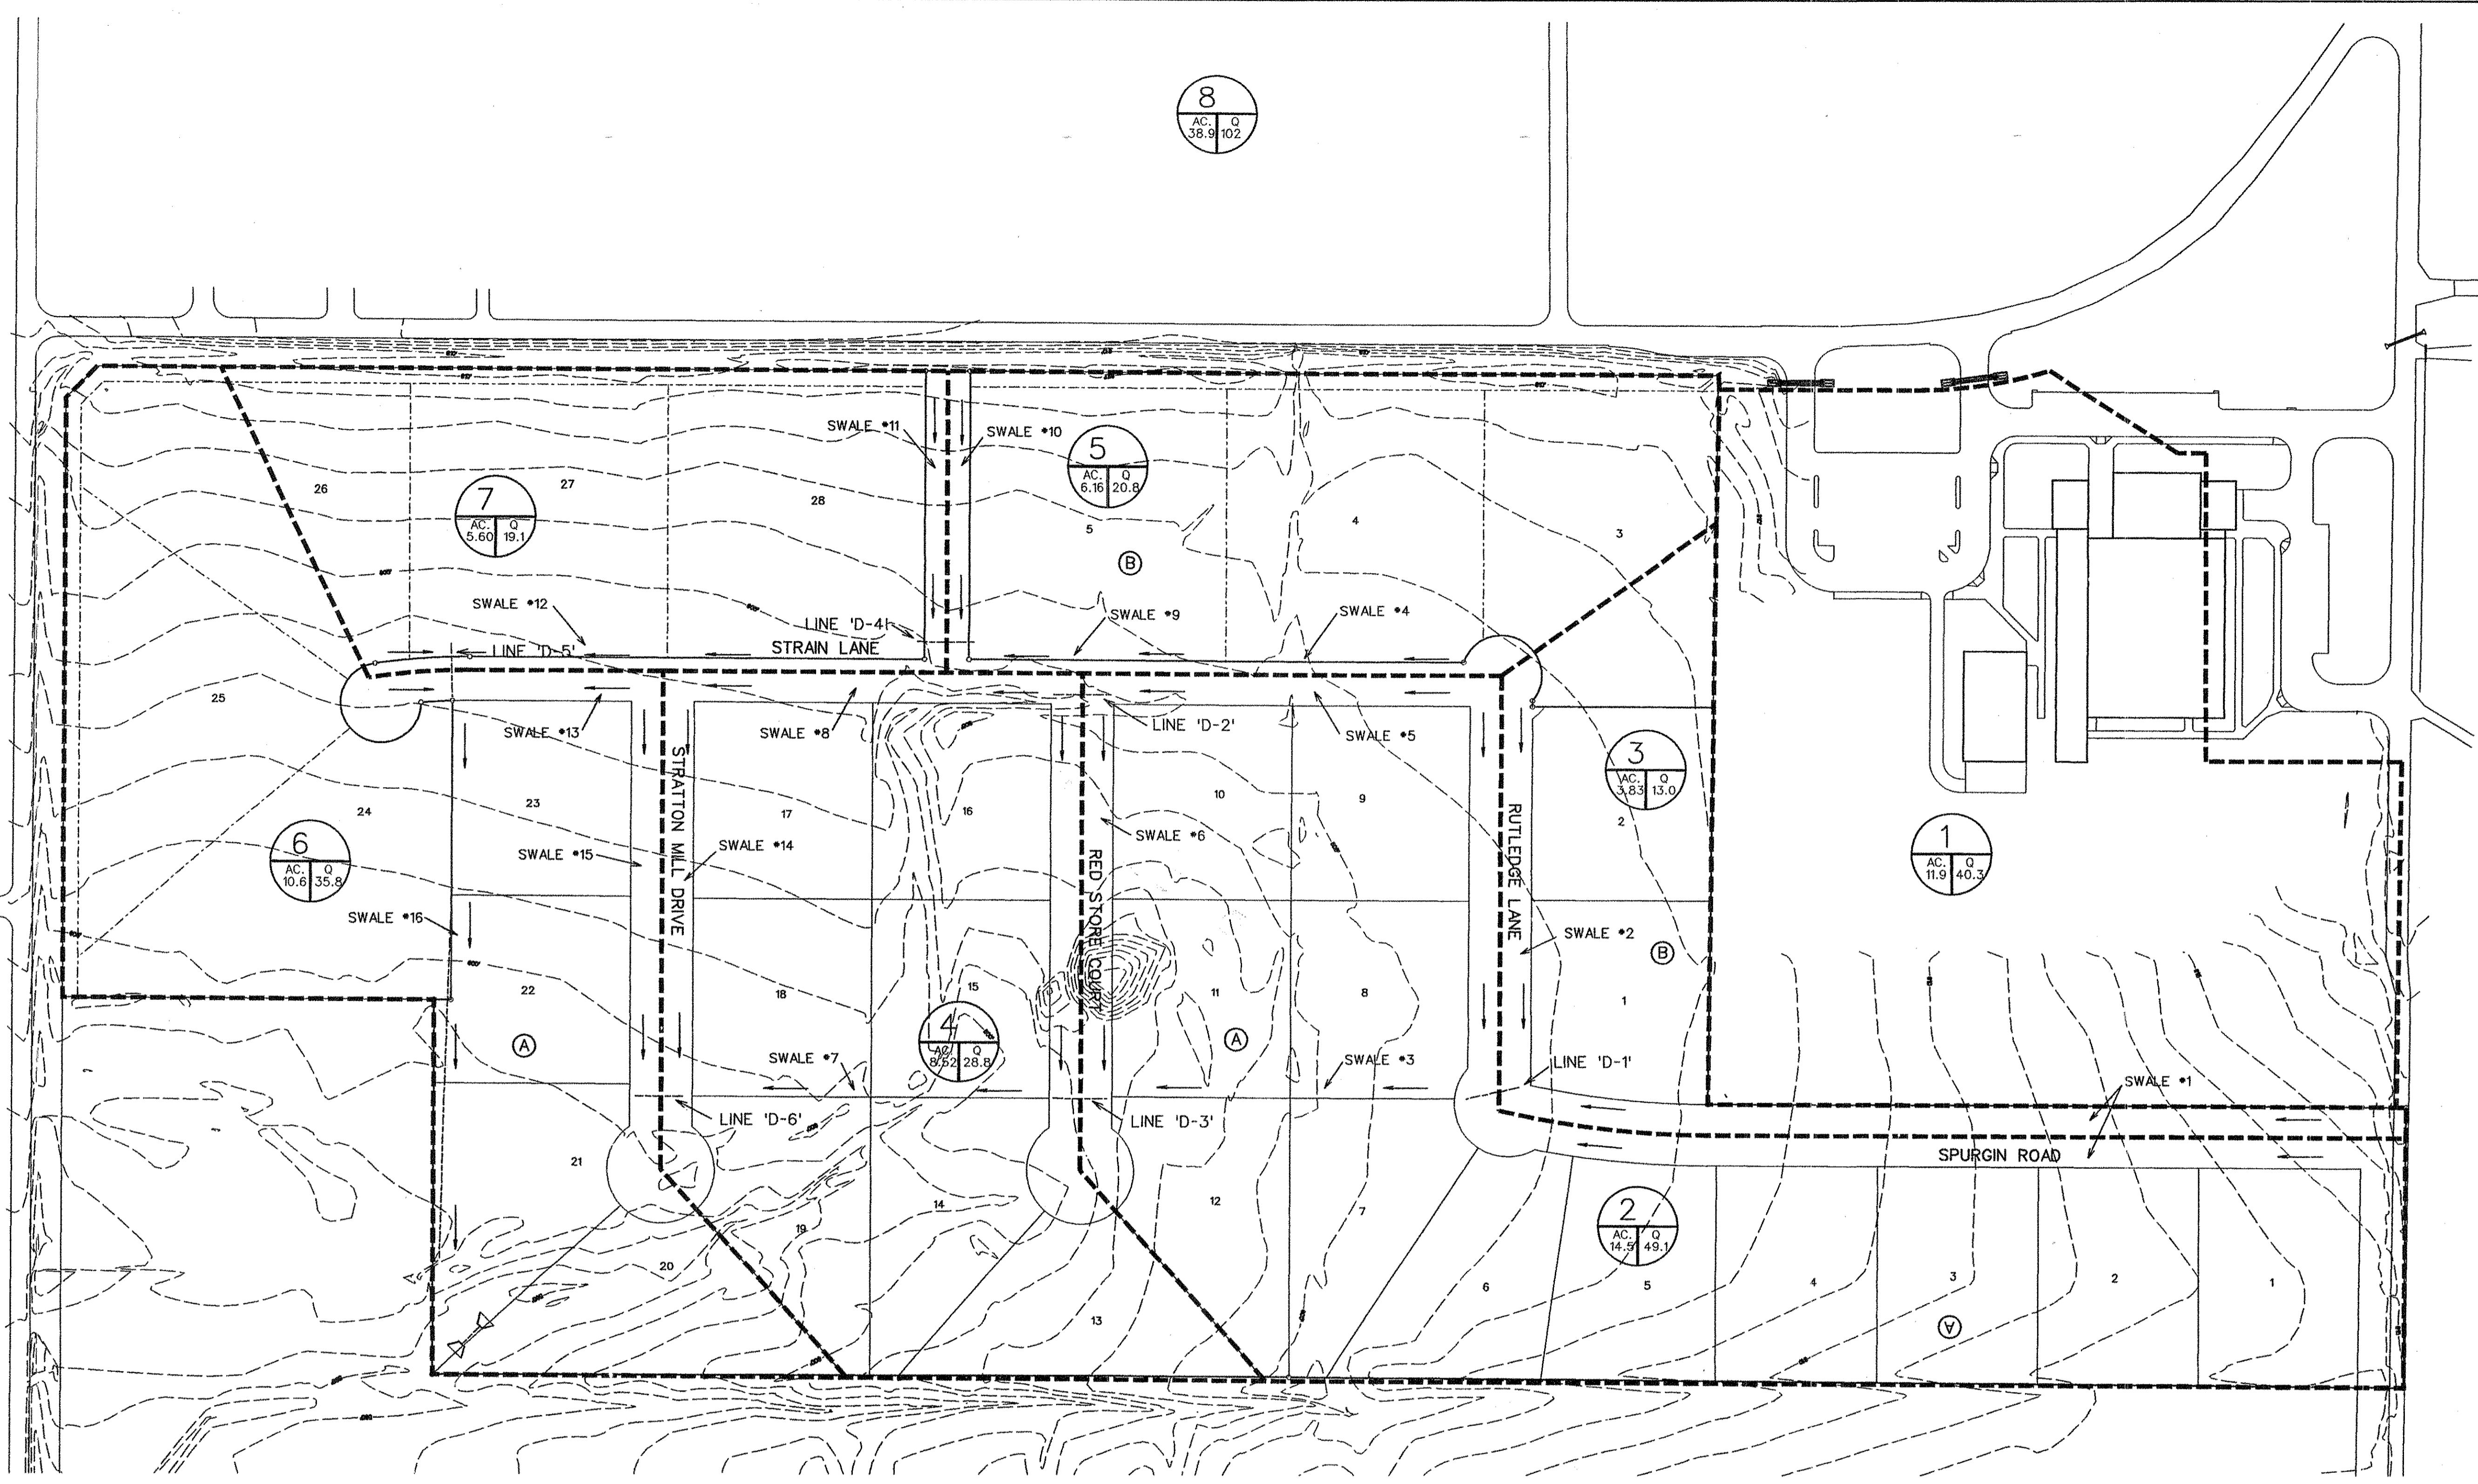 8
AC. Q
38.9 102
SWALE #11
SWALE #10
5
AC. Q
6.16 20.8
26
27
28
7
AC. Q
5.60 19.1
5
4
3
B
SWALE #12
LINE 'D-4'
SWALE #9
SWALE #4
LINE 'D-5'
STRAIN LANE
25
SWALE #13
SWALE #8
LINE 'D-2'
SWALE #5
3
AC. Q
3.83 13.0
24
23
17
16
10
9
2
6
AC. Q
10.6 35.8
SWALE #15
SWALE #14
STRATTON MILL DRIVE
SWALE #6
RED STORE COURT
RUTLEDGE LANE
1
AC. Q
11.9 40.3
SWALE #16
SWALE #2
B
22
18
15
11
8
1
A
4
AC. Q
8.52 28.8
A
SWALE #7
SWALE #3
LINE 'D-1'
SWALE #1
LINE 'D-6'
LINE 'D-3'
21
SPURGIN ROAD
14
12
7
19
2
AC. Q
14.5 49.1
20
6
5
4
3
2
1
13
A